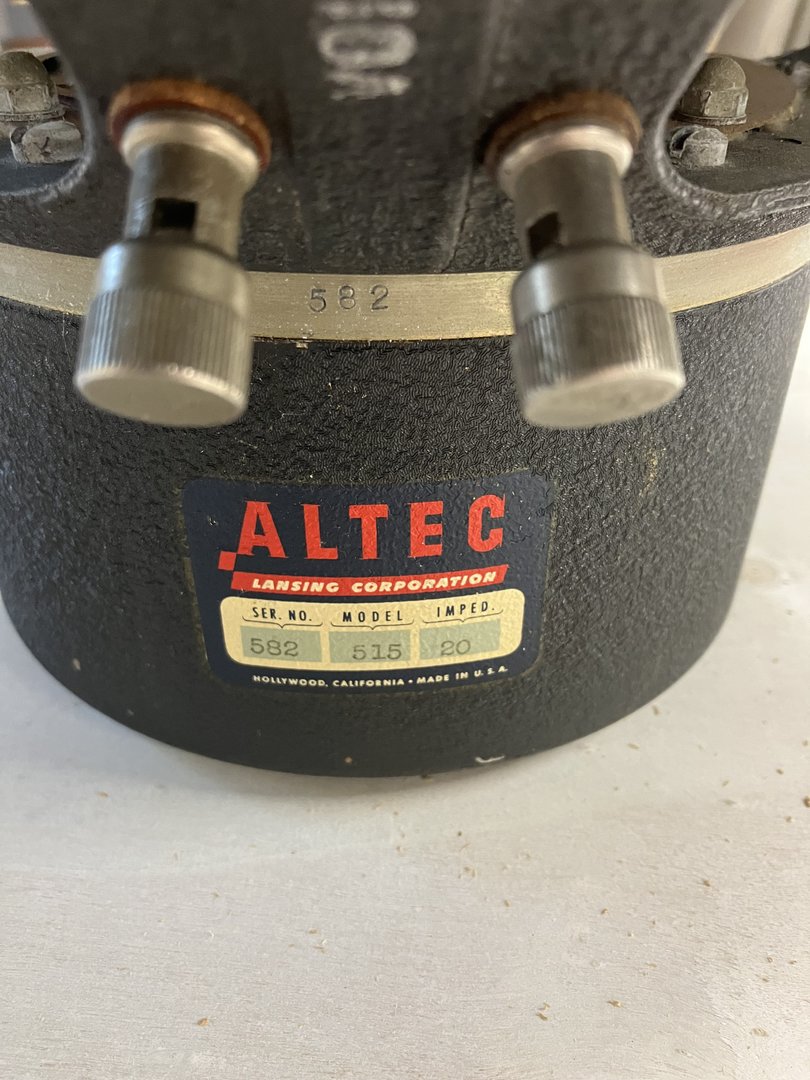 582
ALTEC
LANSING CORPORATION
SER. NO. MODEL IMPED.
582 515 20
HOLLYWOOD, CALIFORNIA • MADE IN U. S. A.